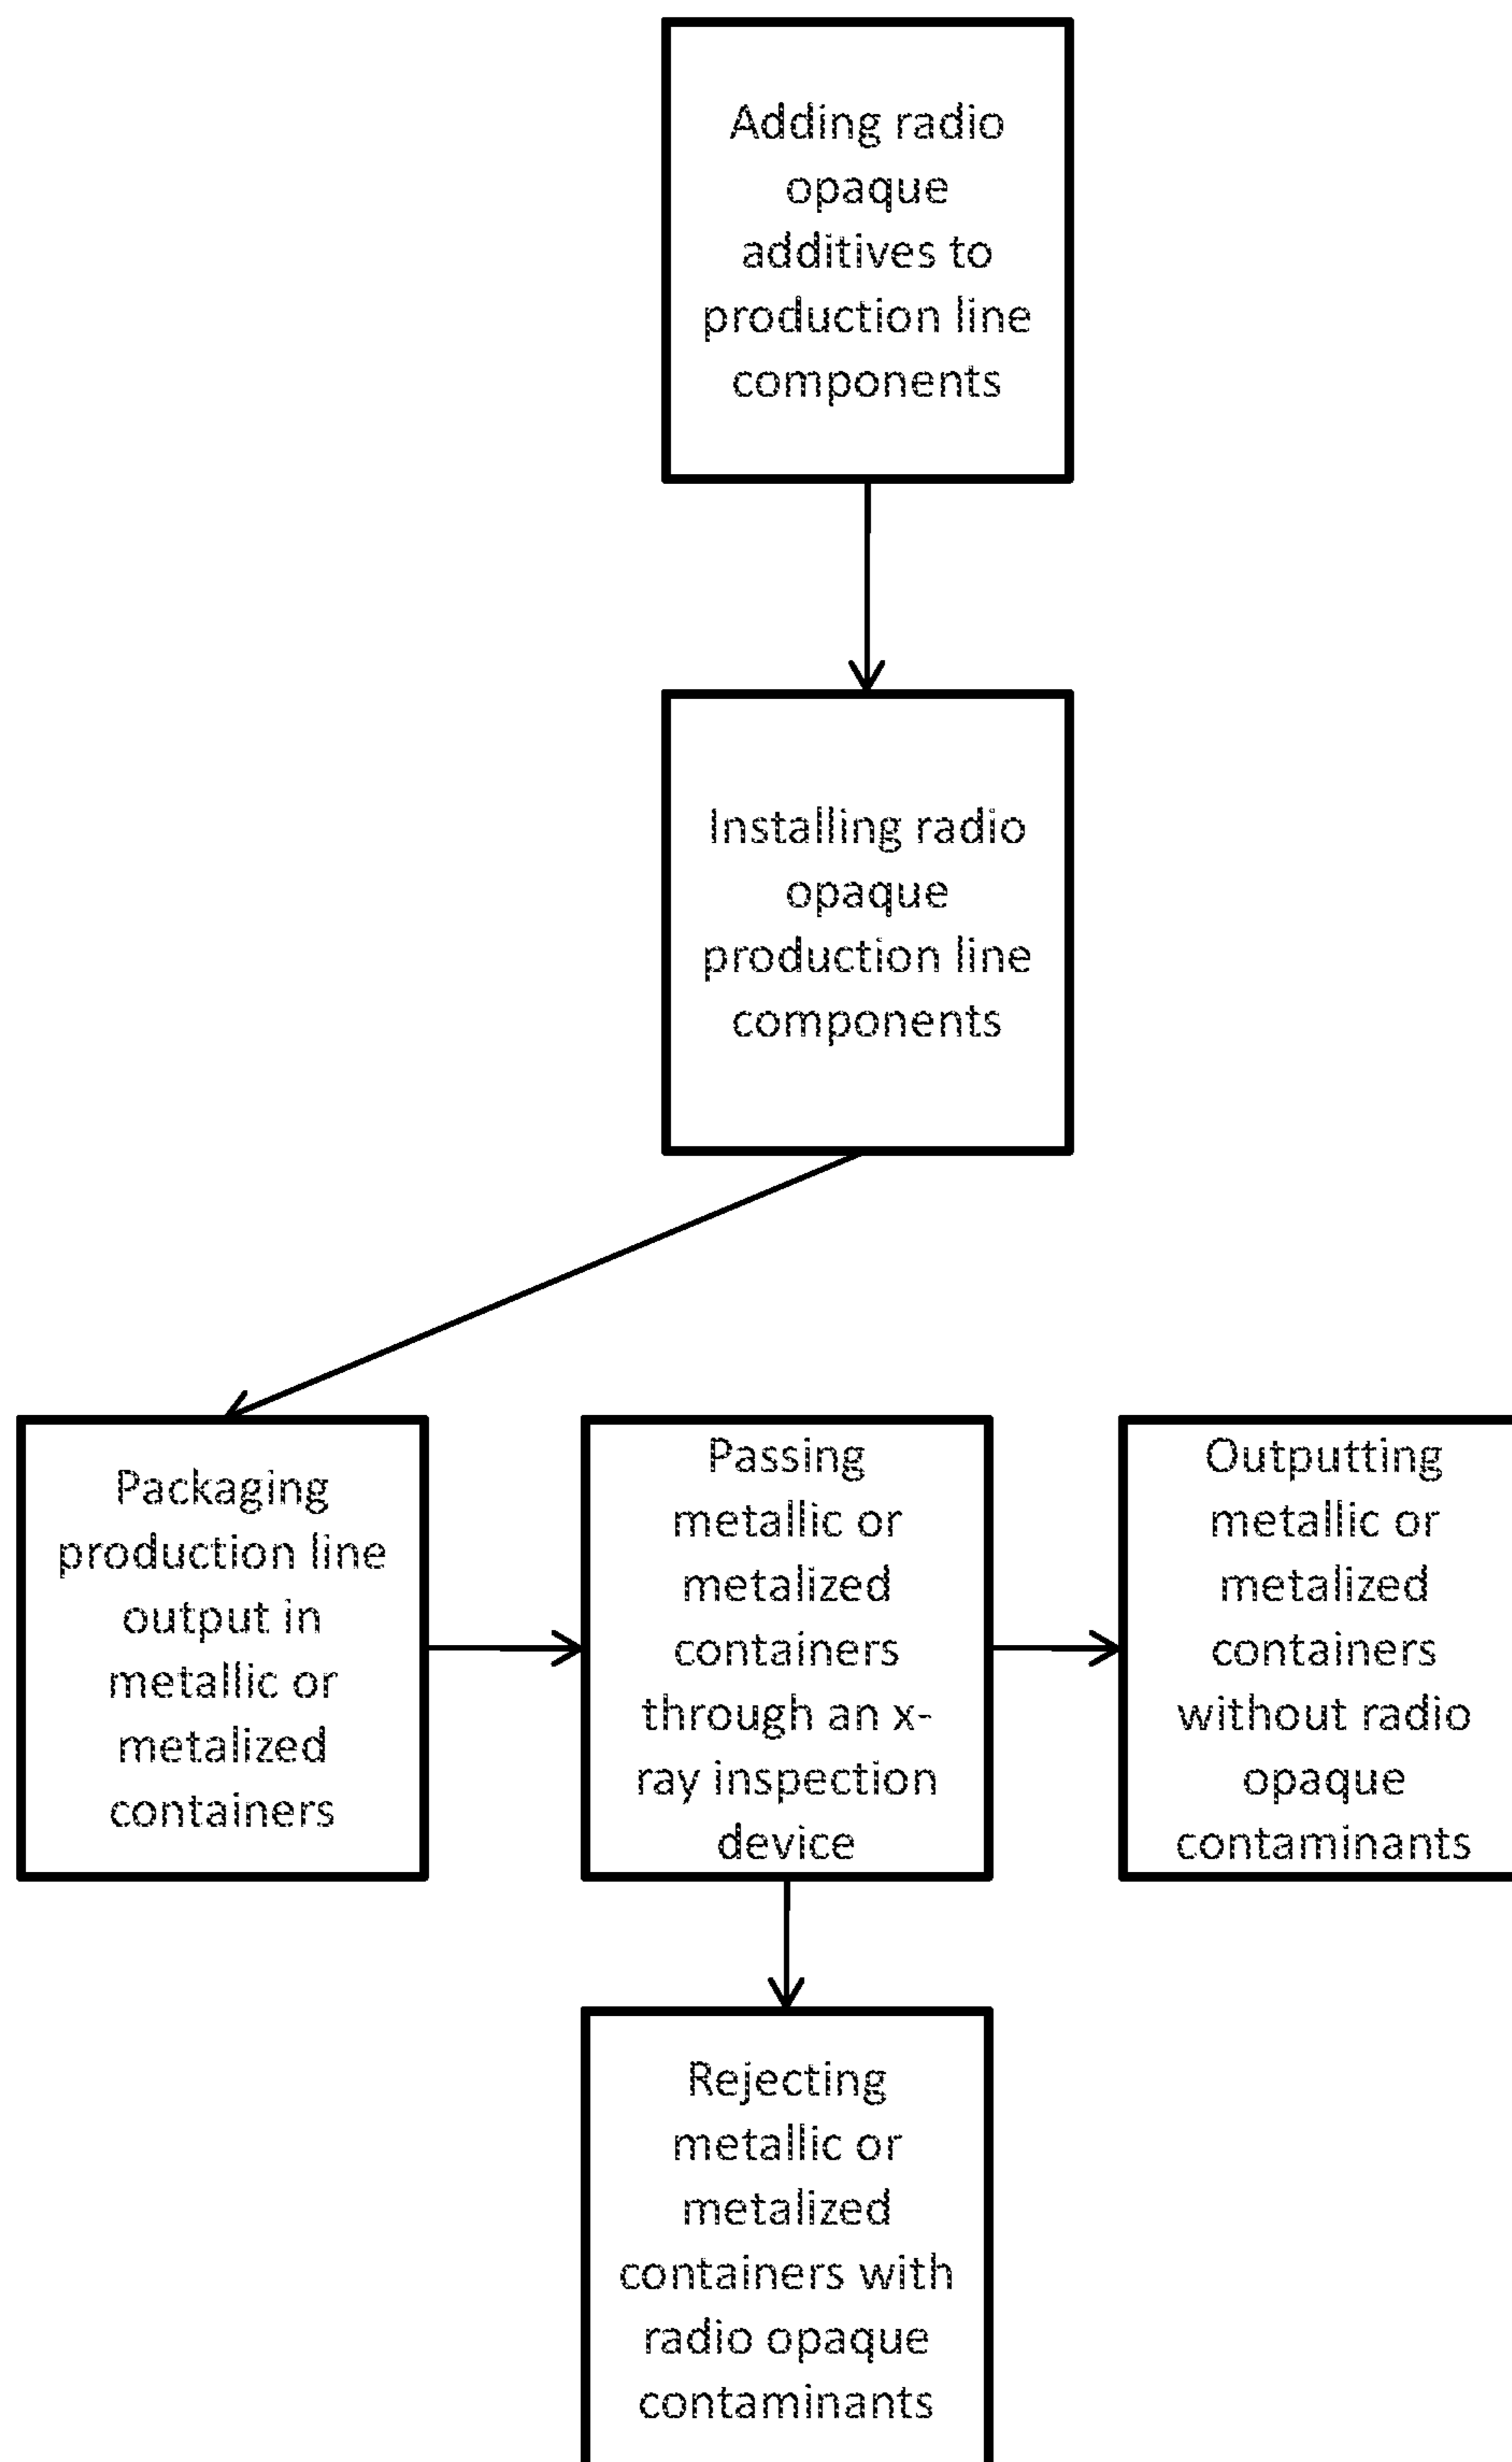 Adding radio
opaque
additives to
production line
components
Installing radio
opaque
production line
components
Packaging
production line
output in
metallic or
metalized
containers
Passing
metallic or
metalized
containers
through an x-
ray inspection
device
Outputting
metallic or
metalized
containers
without radio
opaque
contaminants
Rejecting
metallic or
metalized
containers with
radio opaque
contaminants